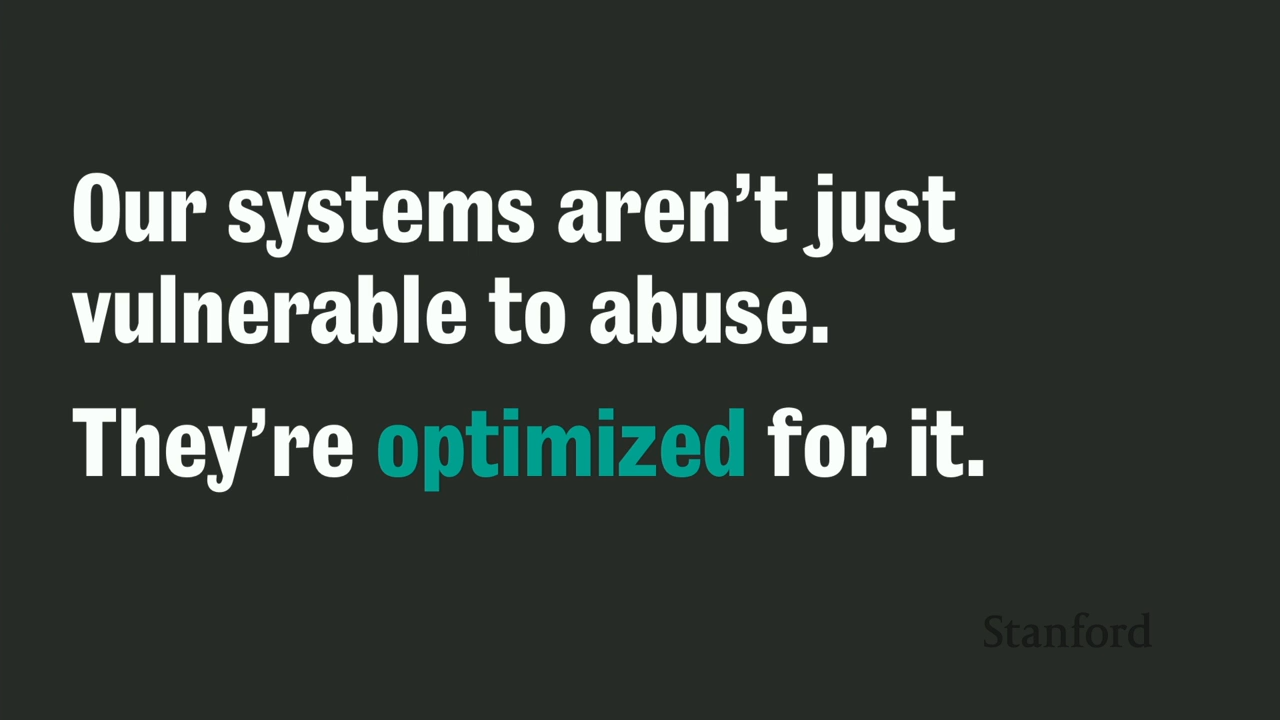 Our systems aren’t just
vulnerable to abuse.
They’re optimized for it.
Stanford